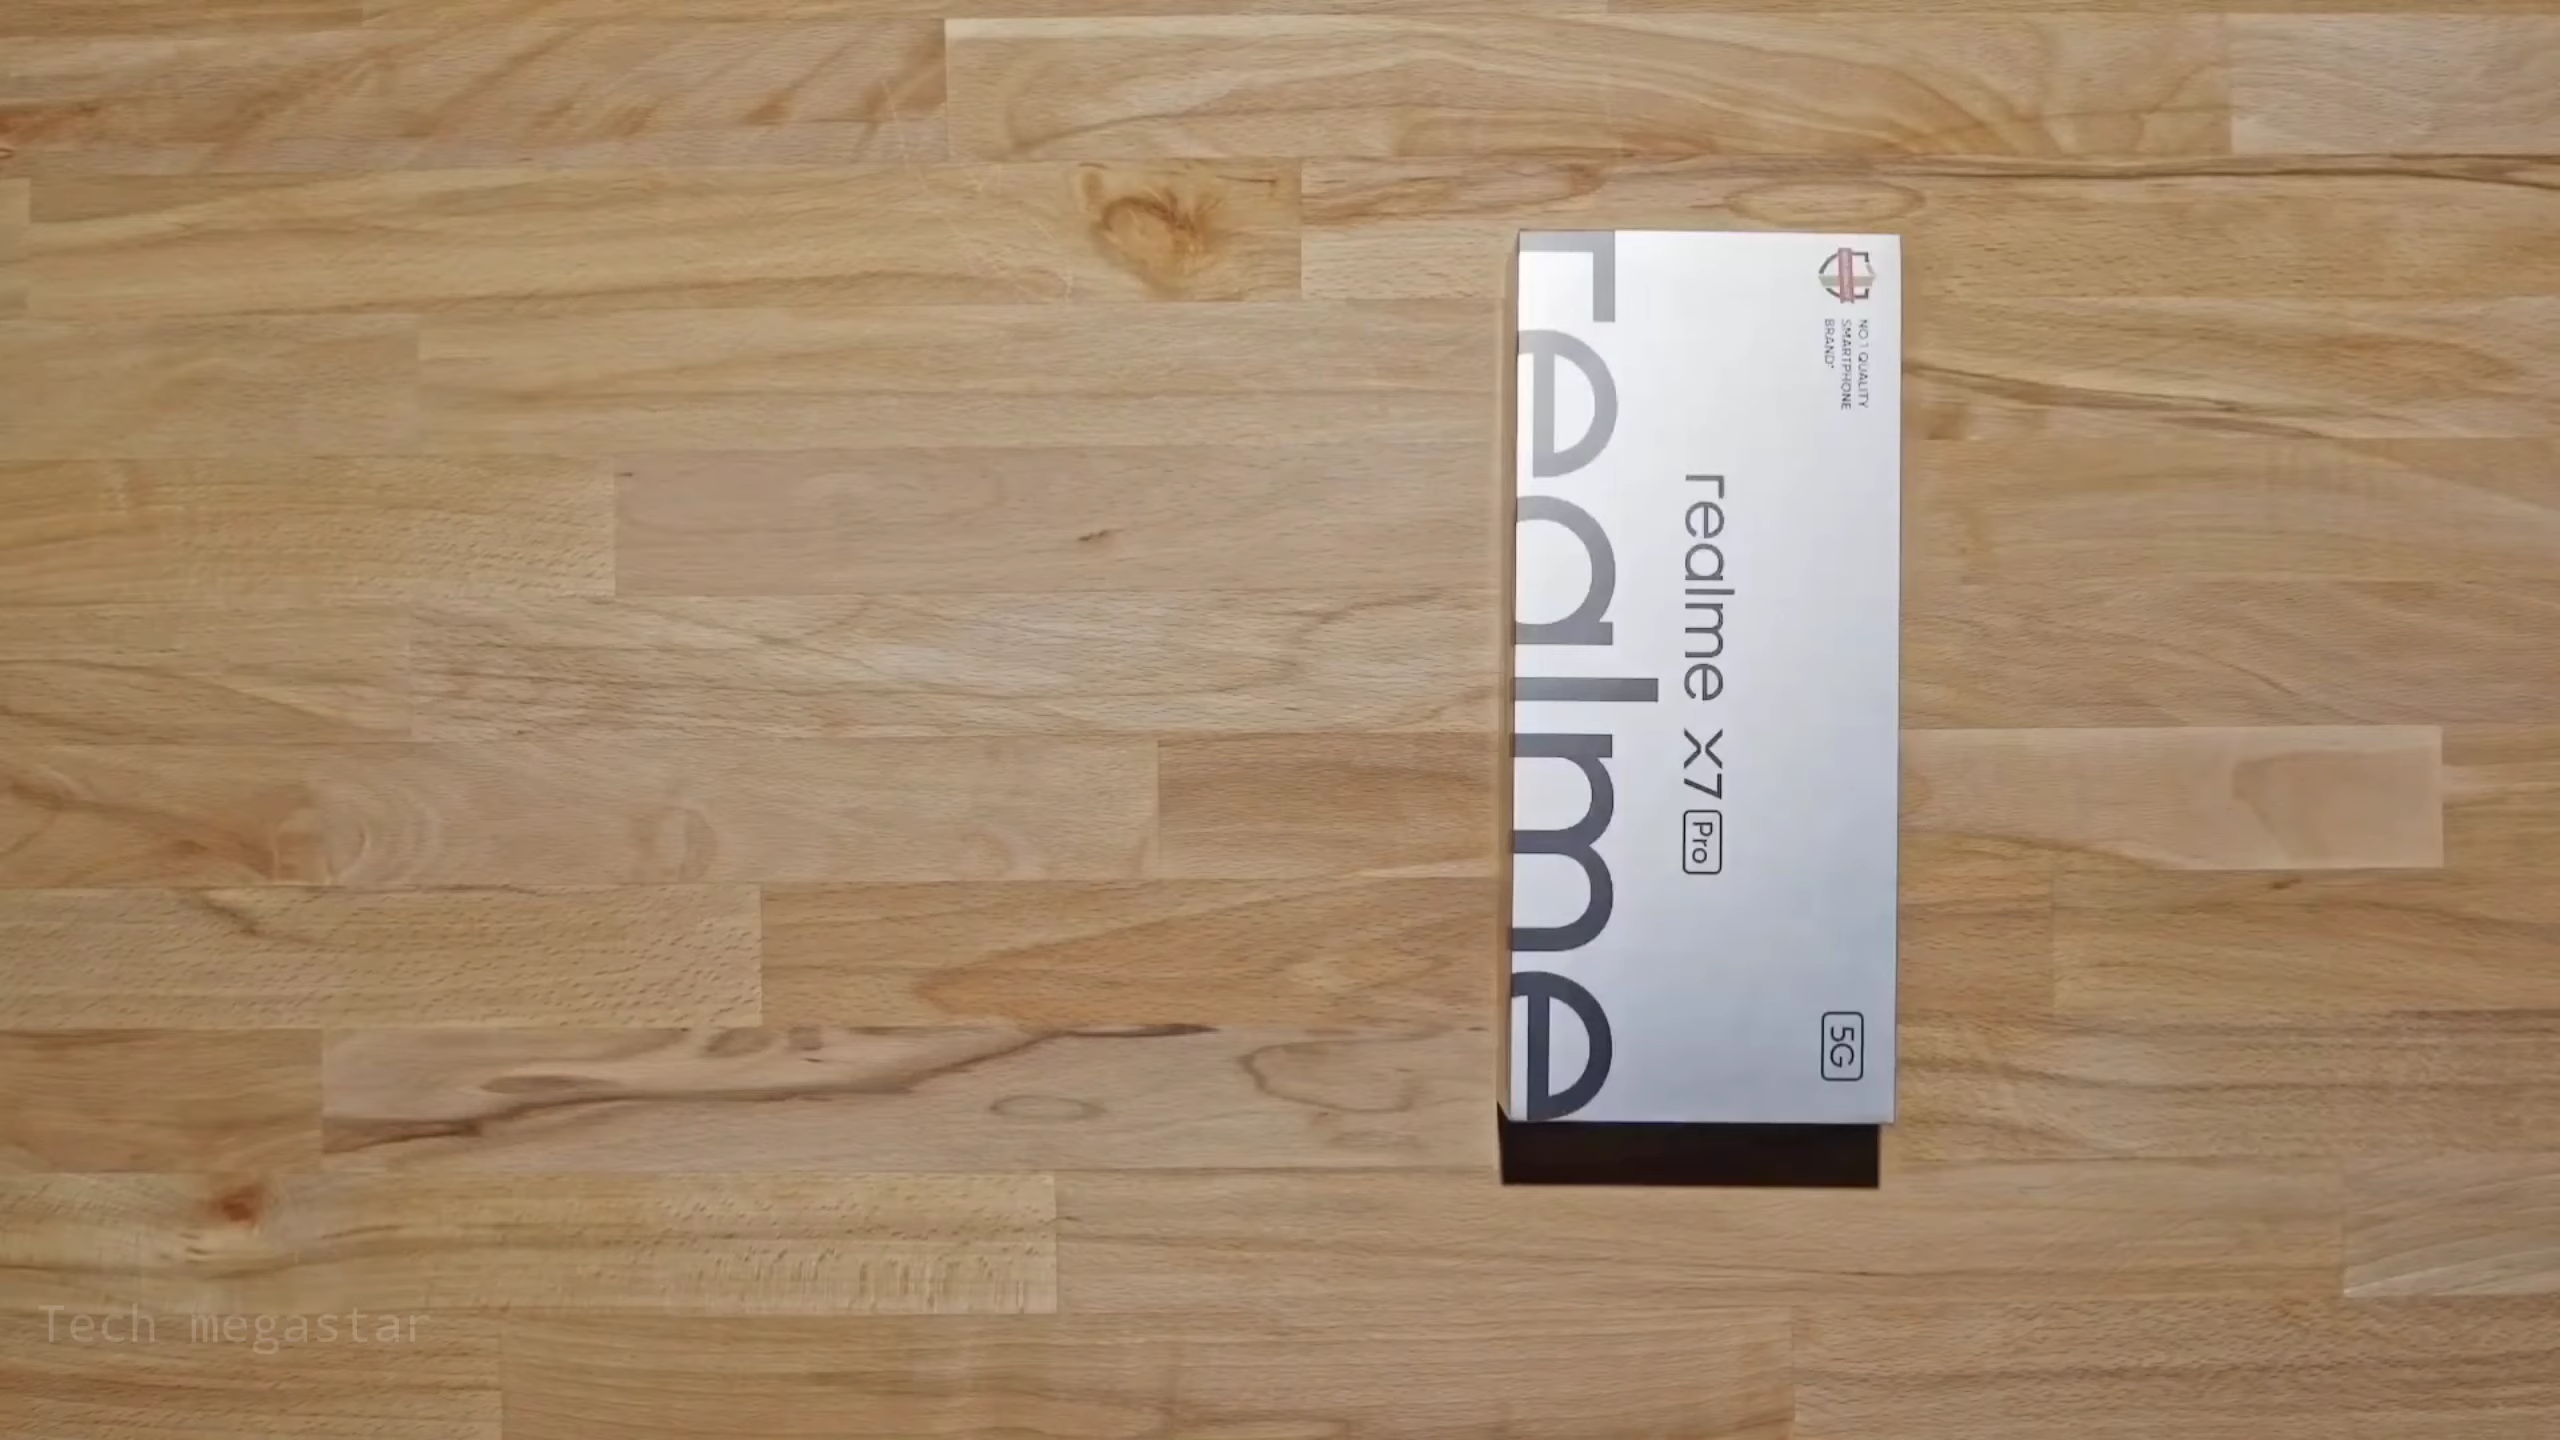 NO 1 QUALITY
SMARTPHONE
BRAND*
realme X7 Pro
5G
realme
Tech megastar